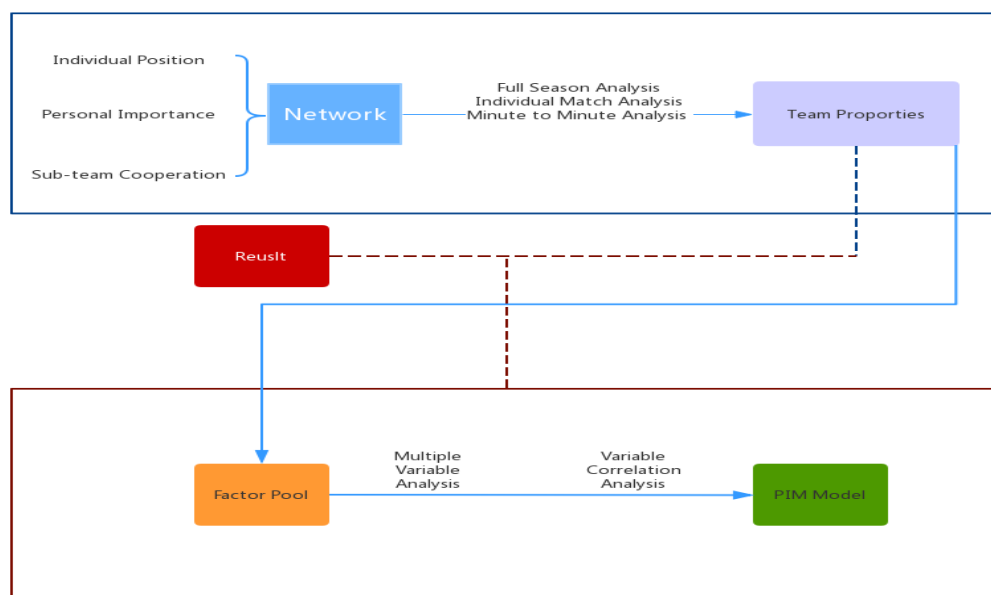 Individual Position
Personal Importance
Sub-team Cooperation
Network
Full Season Analysis
Individual Match Analysis
Minute to Minute Analysis
Team Proporties
Reuslt
Factor Pool
Multiple
Variable
Analysis
Variable
Correlation
Analysis
PIM Model